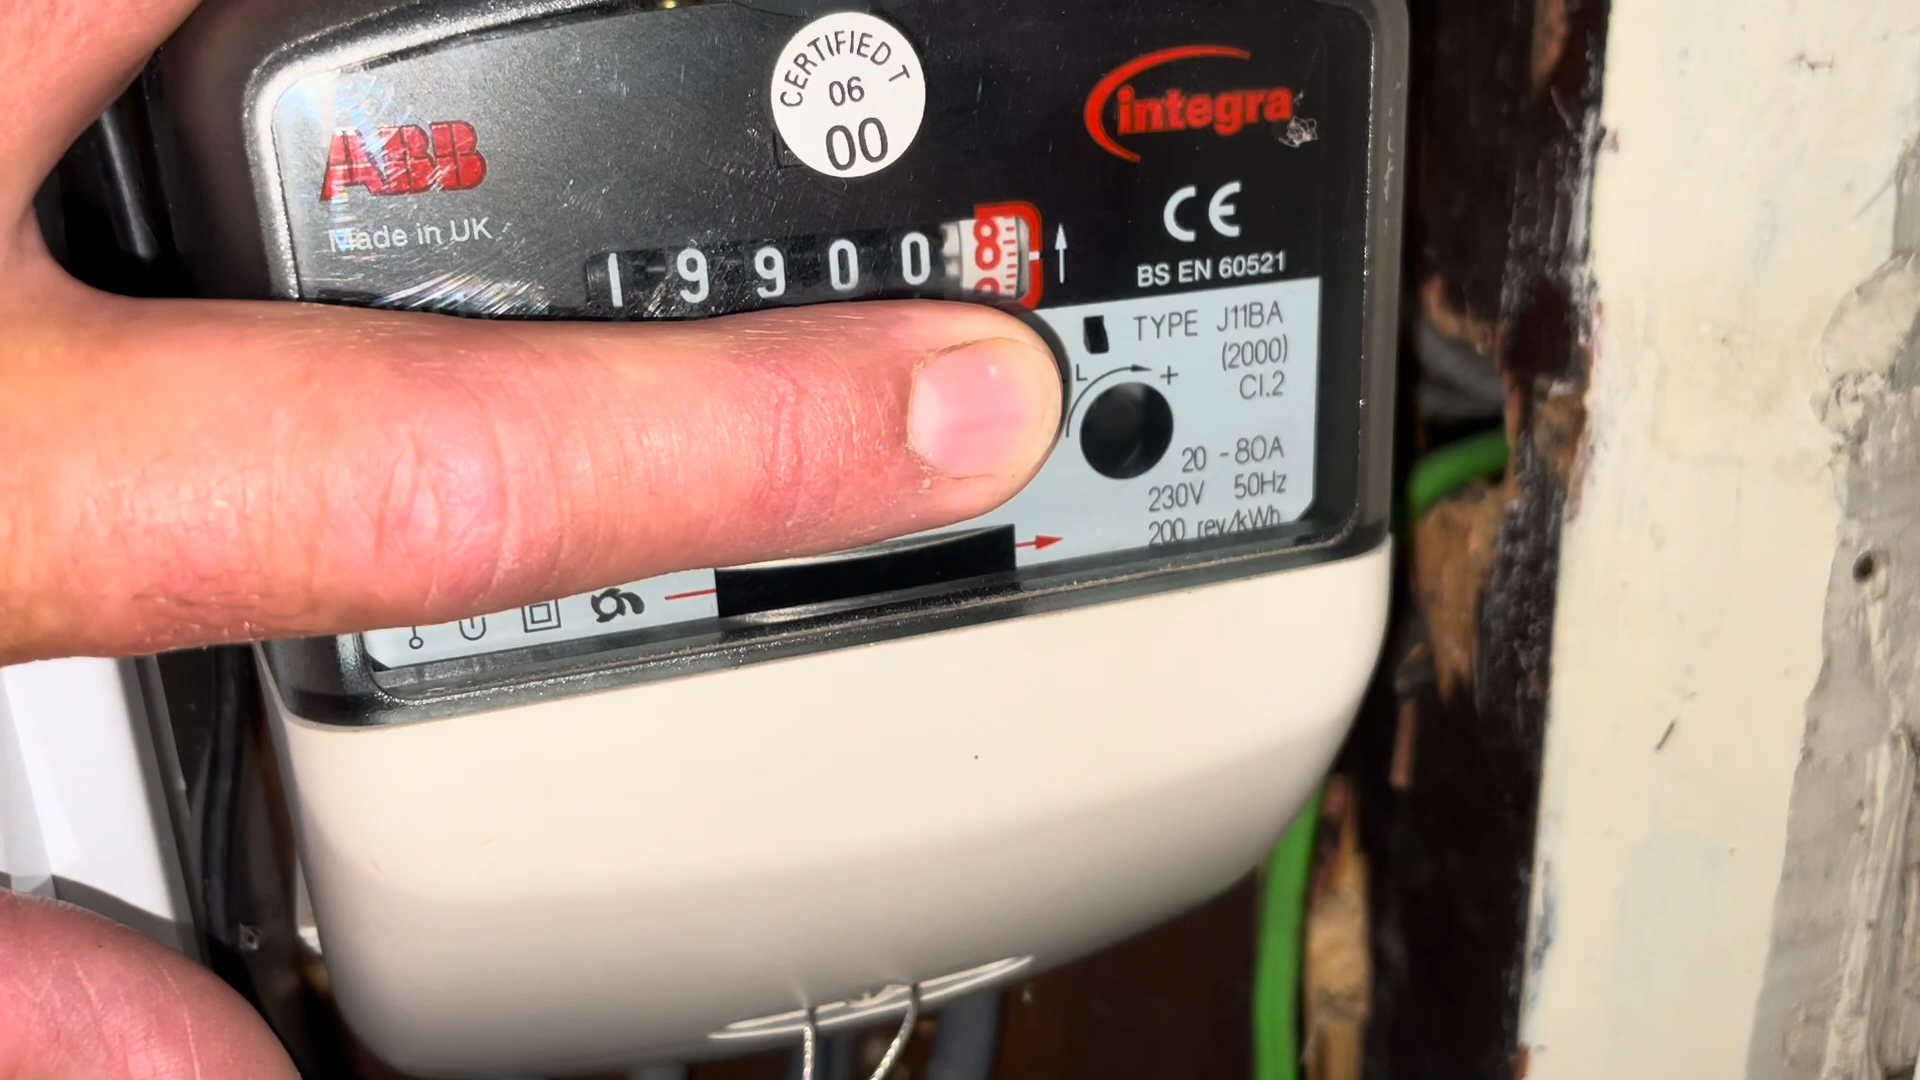 CERTIFIED T
06
00
ABB
Made in UK
integra
CE
BS EN 60521
199008
TYPE J11BA
(2000)
Cl.2
L +
20 - 80A
230V 50Hz
200 rev/kWh